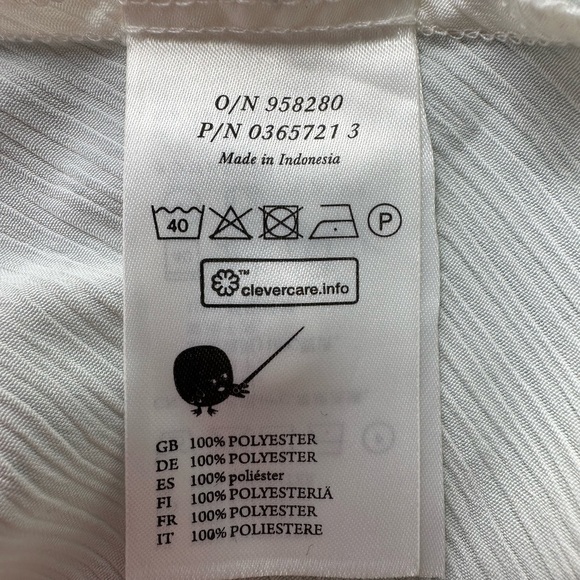 O/N 958280
P/N 0365721 3
Made in Indonesia
40 P
™ clevercare.info
GB 100% POLYESTER
DE 100% POLYESTER
ES 100% poliéster
FI 100% POLYESTERIÄ
FR 100% POLYESTER
IT 100% POLIESTERE